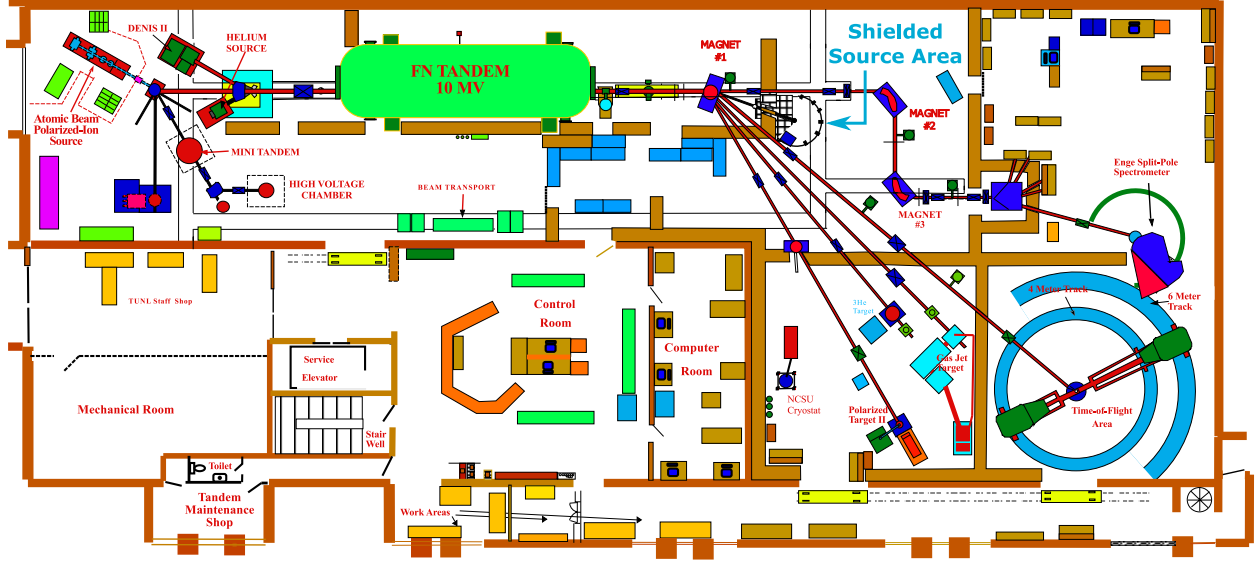 DENIS II
HELIUM
SOURCE
Atomic Beam
Polarized-Ion
Source
MINI TANDEM
HIGH VOLTAGE
CHAMBER
FN TANDEM
10 MV
BEAM TRANSPORT
MAGNET
#1
Shielded
Source Area
MAGNET
#2
MAGNET
#3
Enge Split-Pole
Spectrometer
TUNL Staff Shop
Service
Elevator
Mechanical Room
Stair
Well
Toilet
Tandem
Maintenance
Shop
Control
Room
Computer
Room
Work Areas
3He
Target
NCSU
Cryostat
Gas Jet
Target
Polarized
Target II
4 Meter Track
6 Meter
Track
Time-of-Flight
Area